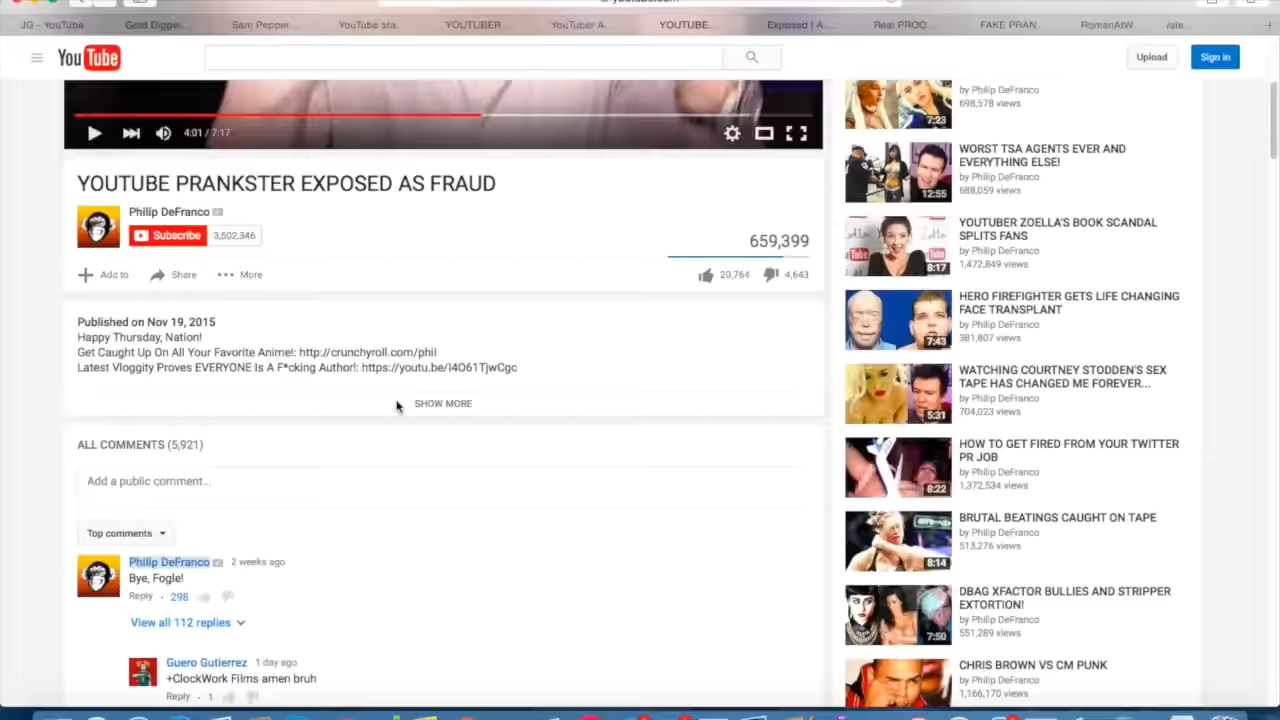 youtube.com
JG - YouTube
Gold Digger...
Sam Pepper...
YouTube sta...
YOUTUBER...
YouTuber A...
YOUTUBE...
Exposed | A...
Real PROO...
FAKE PRAN...
RomanAtW...
YouTube
Upload
Sign in
4:01 / 7:17
YOUTUBE PRANKSTER EXPOSED AS FRAUD
Philip DeFranco
Subscribe 3,502,346
659,399
Add to
Share
More
20,764
4,643
Published on Nov 19, 2015
Happy Thursday, Nation!
Get Caught Up On All Your Favorite Anime!: http://crunchyroll.com/phil
Latest Vloggity Proves EVERYONE Is A F*cking Author!: https://youtu.be/I4O61TjwCgc
SHOW MORE
ALL COMMENTS (5,921)
Add a public comment...
Top comments
Philip DeFranco 2 weeks ago
Bye, Fogle!
Reply · 298
View all 112 replies
Guero Gutierrez 1 day ago
+ClockWork Films amen bruh
Reply · 1
by Philip DeFranco
698,578 views
7:23
WORST TSA AGENTS EVER AND
EVERYTHING ELSE!
by Philip DeFranco
688,059 views
12:55
YOUTUBER ZOELLA'S BOOK SCANDAL
SPLITS FANS
by Philip DeFranco
1,472,849 views
8:17
HERO FIREFIGHTER GETS LIFE CHANGING
FACE TRANSPLANT
by Philip DeFranco
381,807 views
7:43
WATCHING COURTNEY STODDEN'S SEX
TAPE HAS CHANGED ME FOREVER...
by Philip DeFranco
704,023 views
5:31
HOW TO GET FIRED FROM YOUR TWITTER
PR JOB
by Philip DeFranco
1,372,534 views
8:22
BRUTAL BEATINGS CAUGHT ON TAPE
by Philip DeFranco
513,276 views
8:14
DBAG XFACTOR BULLIES AND STRIPPER
EXTORTION!
by Philip DeFranco
551,289 views
7:50
CHRIS BROWN VS CM PUNK
by Philip DeFranco
1,166,170 views